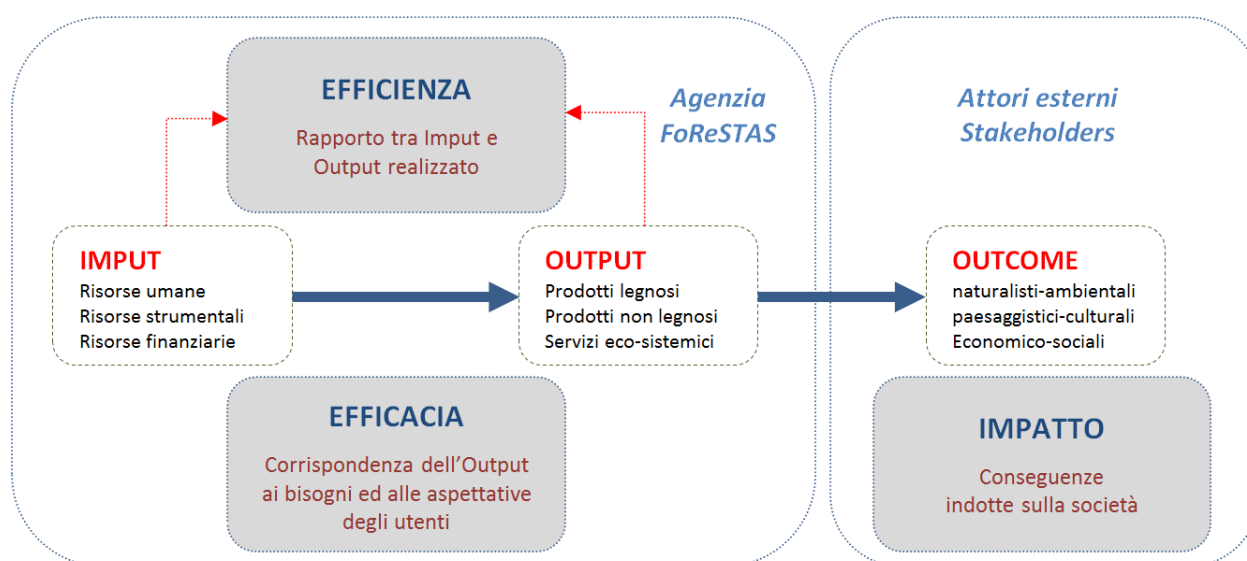 EFFICIENZA
Rapporto tra Imput e
Output realizzato
Agenzia
FoReSTAS
Attori esterni
Stakeholders
IMPUT
Risorse umane
Risorse strumentali
Risorse finanziarie
OUTPUT
Prodotti legnosi
Prodotti non legnosi
Servizi eco-sistemici
OUTCOME
naturalisti-ambientali
paesaggistici-culturali
Economico-sociali
EFFICACIA
Corrispondenza dell’Output
ai bisogni ed alle aspettative
degli utenti
IMPATTO
Conseguenze
indotte sulla società